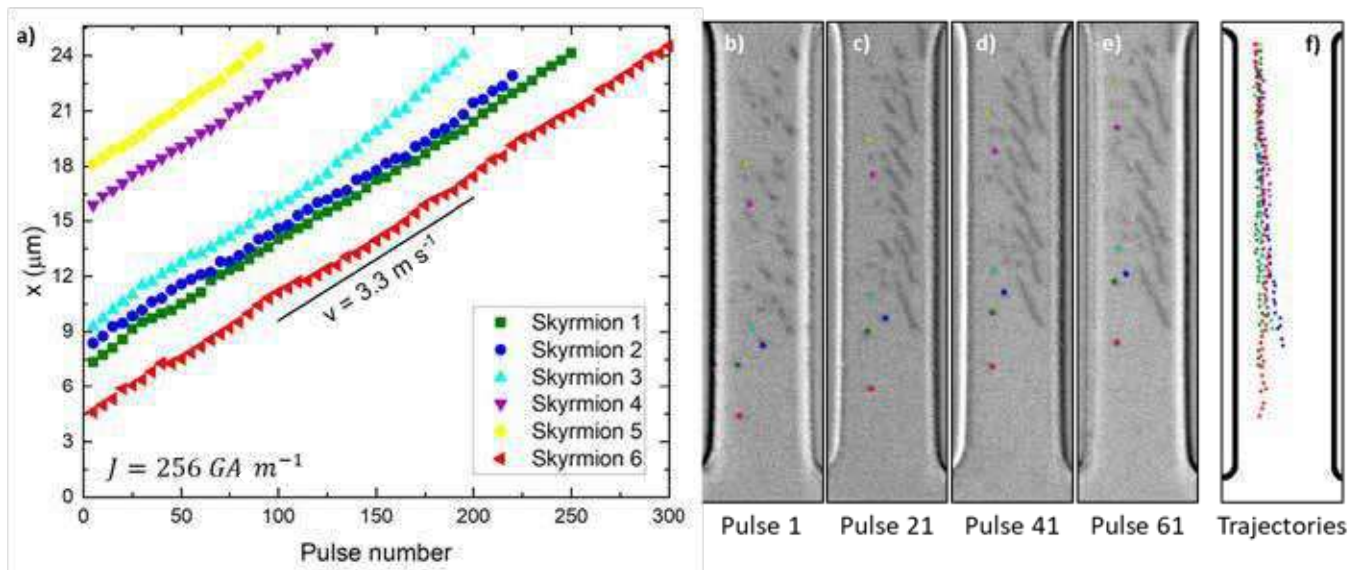 a)
x (μm)
24
21
18
15
12
9
6
3
0
v = 3.3 m s⁻¹
Skyrmion 1
Skyrmion 2
Skyrmion 3
Skyrmion 4
Skyrmion 5
Skyrmion 6
J = 256 GA m⁻¹
0 50 100 150 200 250 300
Pulse number
b) c) d) e) f)
Pulse 1 Pulse 21 Pulse 41 Pulse 61 Trajectories